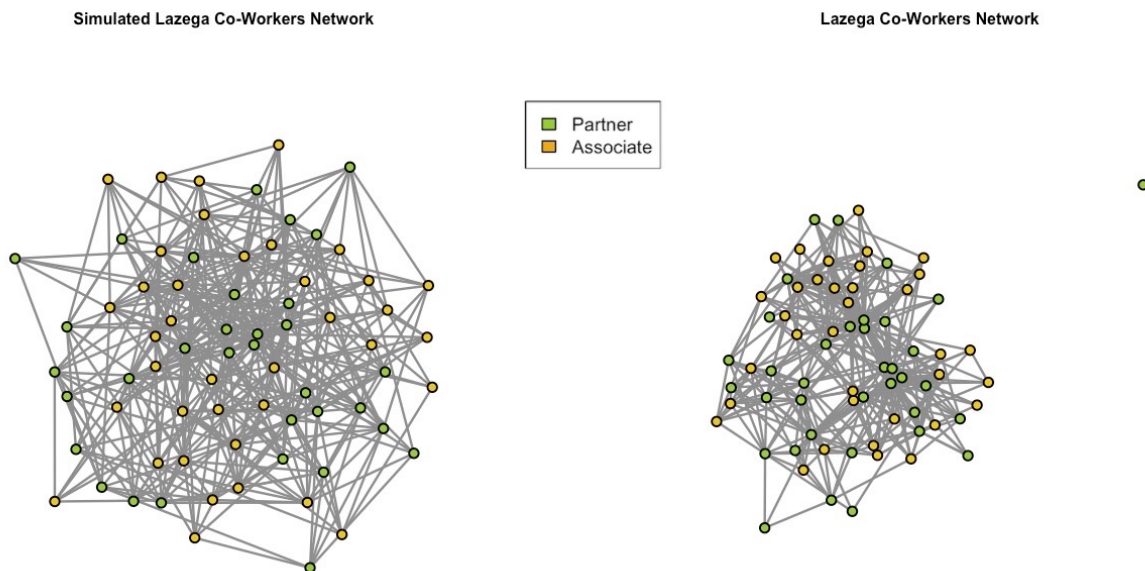 Simulated Lazega Co-Workers Network
Lazega Co-Workers Network
Partner
Associate